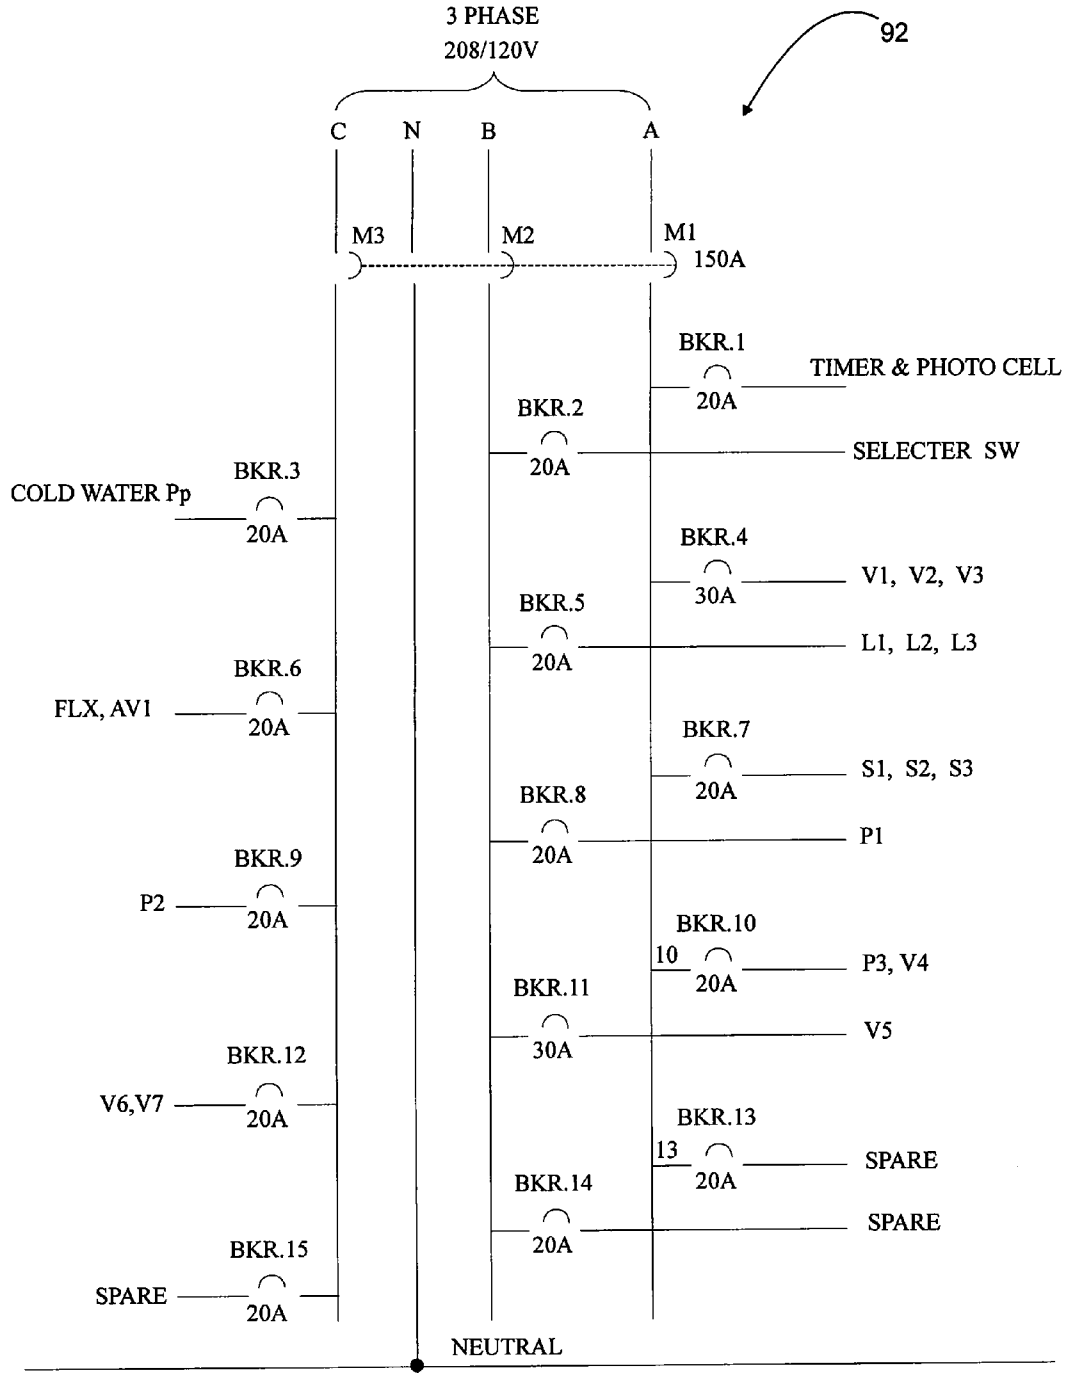 3 PHASE
208/120V
92
C N B A
M3 M2 M1
150A
BKR.1
TIMER & PHOTO CELL
20A
BKR.2
20A
SELECTER SW
BKR.3
COLD WATER Pp
20A
BKR.4
30A
V1, V2, V3
BKR.5
20A
L1, L2, L3
BKR.6
FLX, AV1
20A
BKR.7
20A
S1, S2, S3
BKR.8
20A
P1
BKR.9
P2
20A
BKR.10
10
20A
P3, V4
BKR.11
30A
V5
BKR.12
V6,V7
20A
BKR.13
13
20A
SPARE
BKR.14
20A
SPARE
BKR.15
SPARE
20A
NEUTRAL